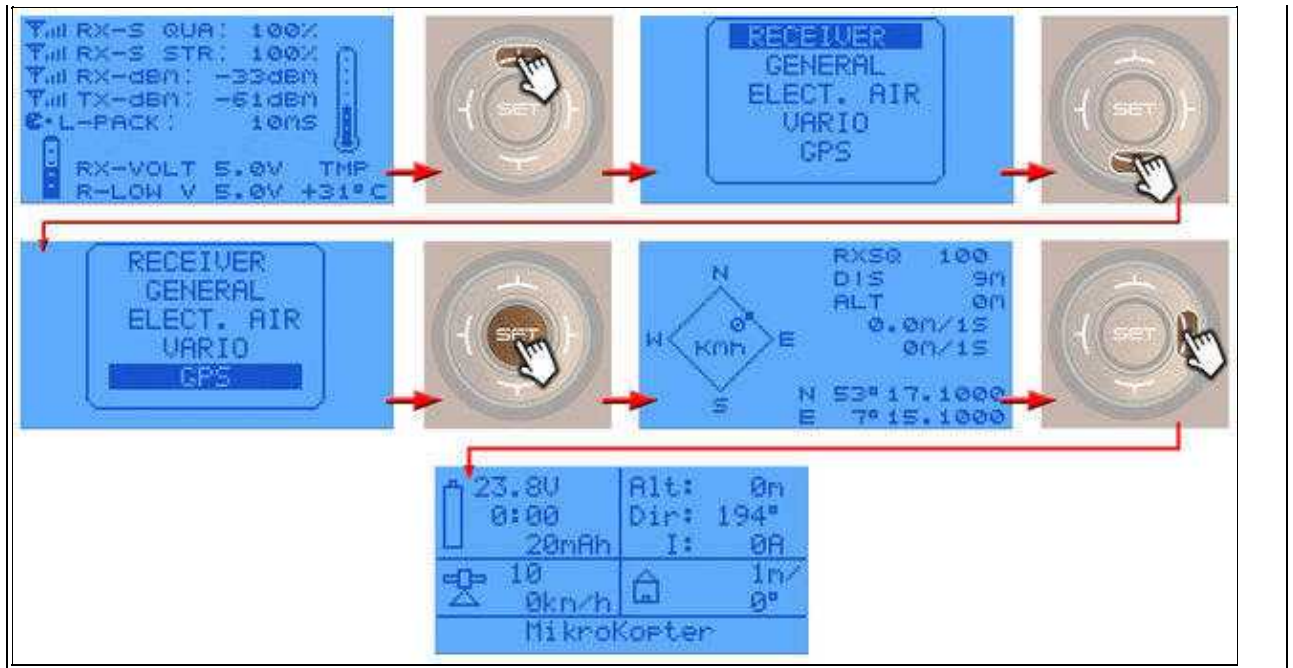 RX-S QUA: 100%
RX-S STR: 100%
RX-dBm: -33dBm
TX-dBm: -61dBm
L-PACK: 10ms
RX-VOLT 5.0V TMP
R-LOW V 5.0V +31°C
SET
RECEIVER
GENERAL
ELECT. AIR
VARIO
GPS
SET
RECEIVER
GENERAL
ELECT. AIR
VARIO
GPS
SET
N
W E
S
0°
Kmh
RXSQ 100
DIS 9m
ALT 0m
0.0m/1S
0m/1S
N 53°17.1000
E 7°15.1000
SET
23.8V
0:00
20mAh
Alt: 0m
Dir: 194°
I: 0A
10
0km/h
1m/
0°
MikroKopter